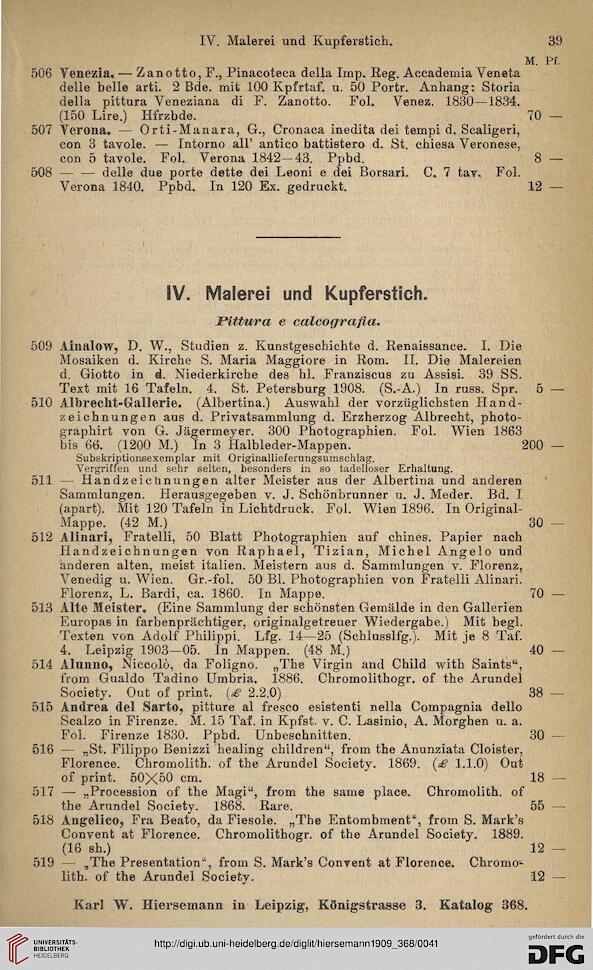 IV. Malerei und Kupferstich. 39
M. Pf.
506 Venezia. — Zanotto, F., Pinacoteca della Imp. Reg. Accademia Veneta
delle belle arti. 2 Bde. mit 100 Kpfrtaf. u. 50 Portr. Anhang: Storia
della pittura Veneziana di F. Zanotto. Fol. Venez. 1830—1834.
(150 Lire.) Hfrzbde. 70 —
507 Verona. — Orti-Manara, G., Cronaca inedita dei tempi d. Scaligeri,
con 3 tavole. — Intorno all' antico battistero d. St. chiesa Veronese,
con 5 tavole. Fol. Verona 1842—43. Ppbd. 8 —
508 — — delle due porte dette dei Leoni e dei Borsari. C. 7 tav. Fol.
Verona 1840. Ppbd. In 120 Ex. gedruckt. 12 —
IV. Malerei und Kupferstich.
Pittura e calcografia.
509 Ainalow, D. W., Studien z. Kunstgeschichte d. Renaissance. I. Die
Mosaiken d. Kirche S. Maria Maggiore in Rom. II. Die Malereien
d. Giotto in d. Niederkirche des hl. Franziscus zu Assisi. 39 SS.
Text mit 16 Tafeln. 4. St. Petersburg 1908. (S.-A.) In russ. Spr. 5 —
510 Albrecht-Gallerie. (Albertina.) Auswahl der vorzüglichsten Hand-
zeichnungen aus d. Privatsammlung d. Erzherzog Albrecht, photo-
graphirt von G. Jägermeyer. 300 Photographien. Fol. Wien 1863
bis 66. (1200 M.) In 3 Halbleder-Mappen. 200 —
Subskriptionsexemplar mit Originallieferungsumschlag.
Vergriffen und sehr selten, besonders in so tadelloser Erhaltung.
511 — Handzeichnungen alter Meister aus der Albertina und anderen
Sammlungen. Herausgegeben v. J. Schönbrunner u. J. Meder. Bd. I
(apart). Mit 120 Tafeln in Lichtdruck. Fol. Wien 1896. In Original-
Mappe. (42 M.) 30 —
512 Alinari, Fratelli, 50 Blatt Photographien auf chines. Papier nach
Handzeichnungen von Raphael, Tizian, Michel Angelo und
anderen alten, meist italien. Meistern aus d. Sammlungen v. Florenz,
Venedig u. Wien. Gr.-fol. 50 Bl. Photographien von Fratelli Alinari.
Florenz, L. Bardi, ca. 1860. In Mappe. 70 —
513 Alte Meister. (Eine Sammlung der schönsten Gemälde in den Gallerien
Europas in farbenprächtiger, originalgetreuer Wiedergabe.) Mit begl.
Texten von Adolf Philippi. Lfg. 14—25 (Schlusslfg.). Mit je 8 Taf.
4. Leipzig 1903—05. In Mappen. (48 M.) 40 —
514 Alunno, Niccolò, da Foligno. „The Virgin and Child with Saints“,
from Gualdo Tadino Umbria. 1886. Chromolithogr. of the Arundel
Society. Out of print. (£ 2.2.0) 38 —
515 Andrea del Sarto, pitture al fresco esistenti nella Compagnia dello
Scalzo in Firenze. M. 15 Taf. in Kpfst. v. C. Lasinio, A. Morghen u. a.
Fol. Firenze 1830. Ppbd. Unbeschnitten. 30 —
516 — „St. Filippo Benizzi healing children“, from the Anunziata Cloister,
Florence. Chromolith. of the Arundel Society. 1869. (£ 1.1.0) Out
of print. 50×50 cm. 18 —
517 — „Procession of the Magi“, from the same place. Chromolith. of
the Arundel Society. 1868. Rare. 55 —
518 Angelico, Fra Beato, da Fiesole. „The Entombment“, from S. Mark's
Convent at Florence. Chromolithogr. of the Arundel Society. 1889.
(16 sh.) 12 —
519 — „The Presentation“, from S. Mark's Convent at Florence. Chromo-
lith. of the Arundel Society. 12 —
Karl W. Hiersemann in Leipzig, Königstrasse 3. Katalog 368.
UNIVERSITÄTS-
BIBLIOTHEK
HEIDELBERG
http://digi.ub.uni-heidelberg.de/diglit/hiersemann1909_368/0041
gefördert durch die
DFG